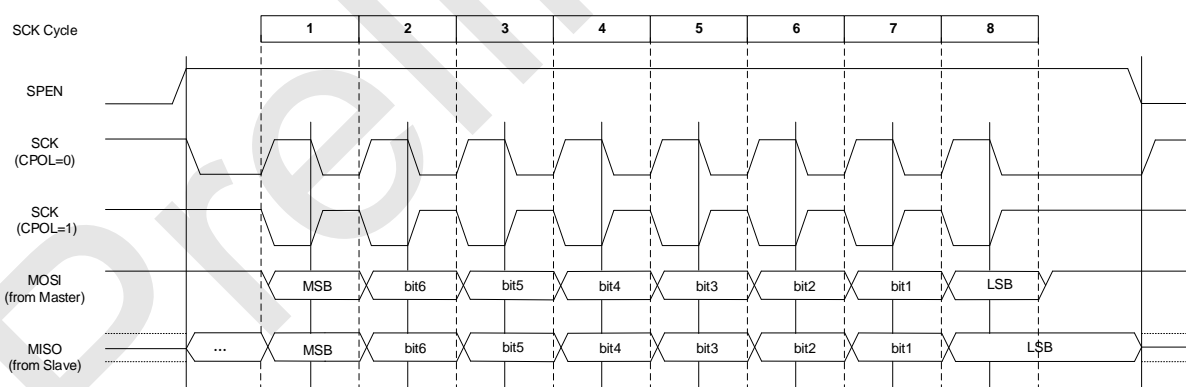 SCK Cycle 1 2 3 4 5 6 7 8
SPEN
SCK
(CPOL=0)
SCK
(CPOL=1)
MOSI
(from Master)
MSB bit6 bit5 bit4 bit3 bit2 bit1 LSB
MISO
(from Slave)
... MSB bit6 bit5 bit4 bit3 bit2 bit1 LSB